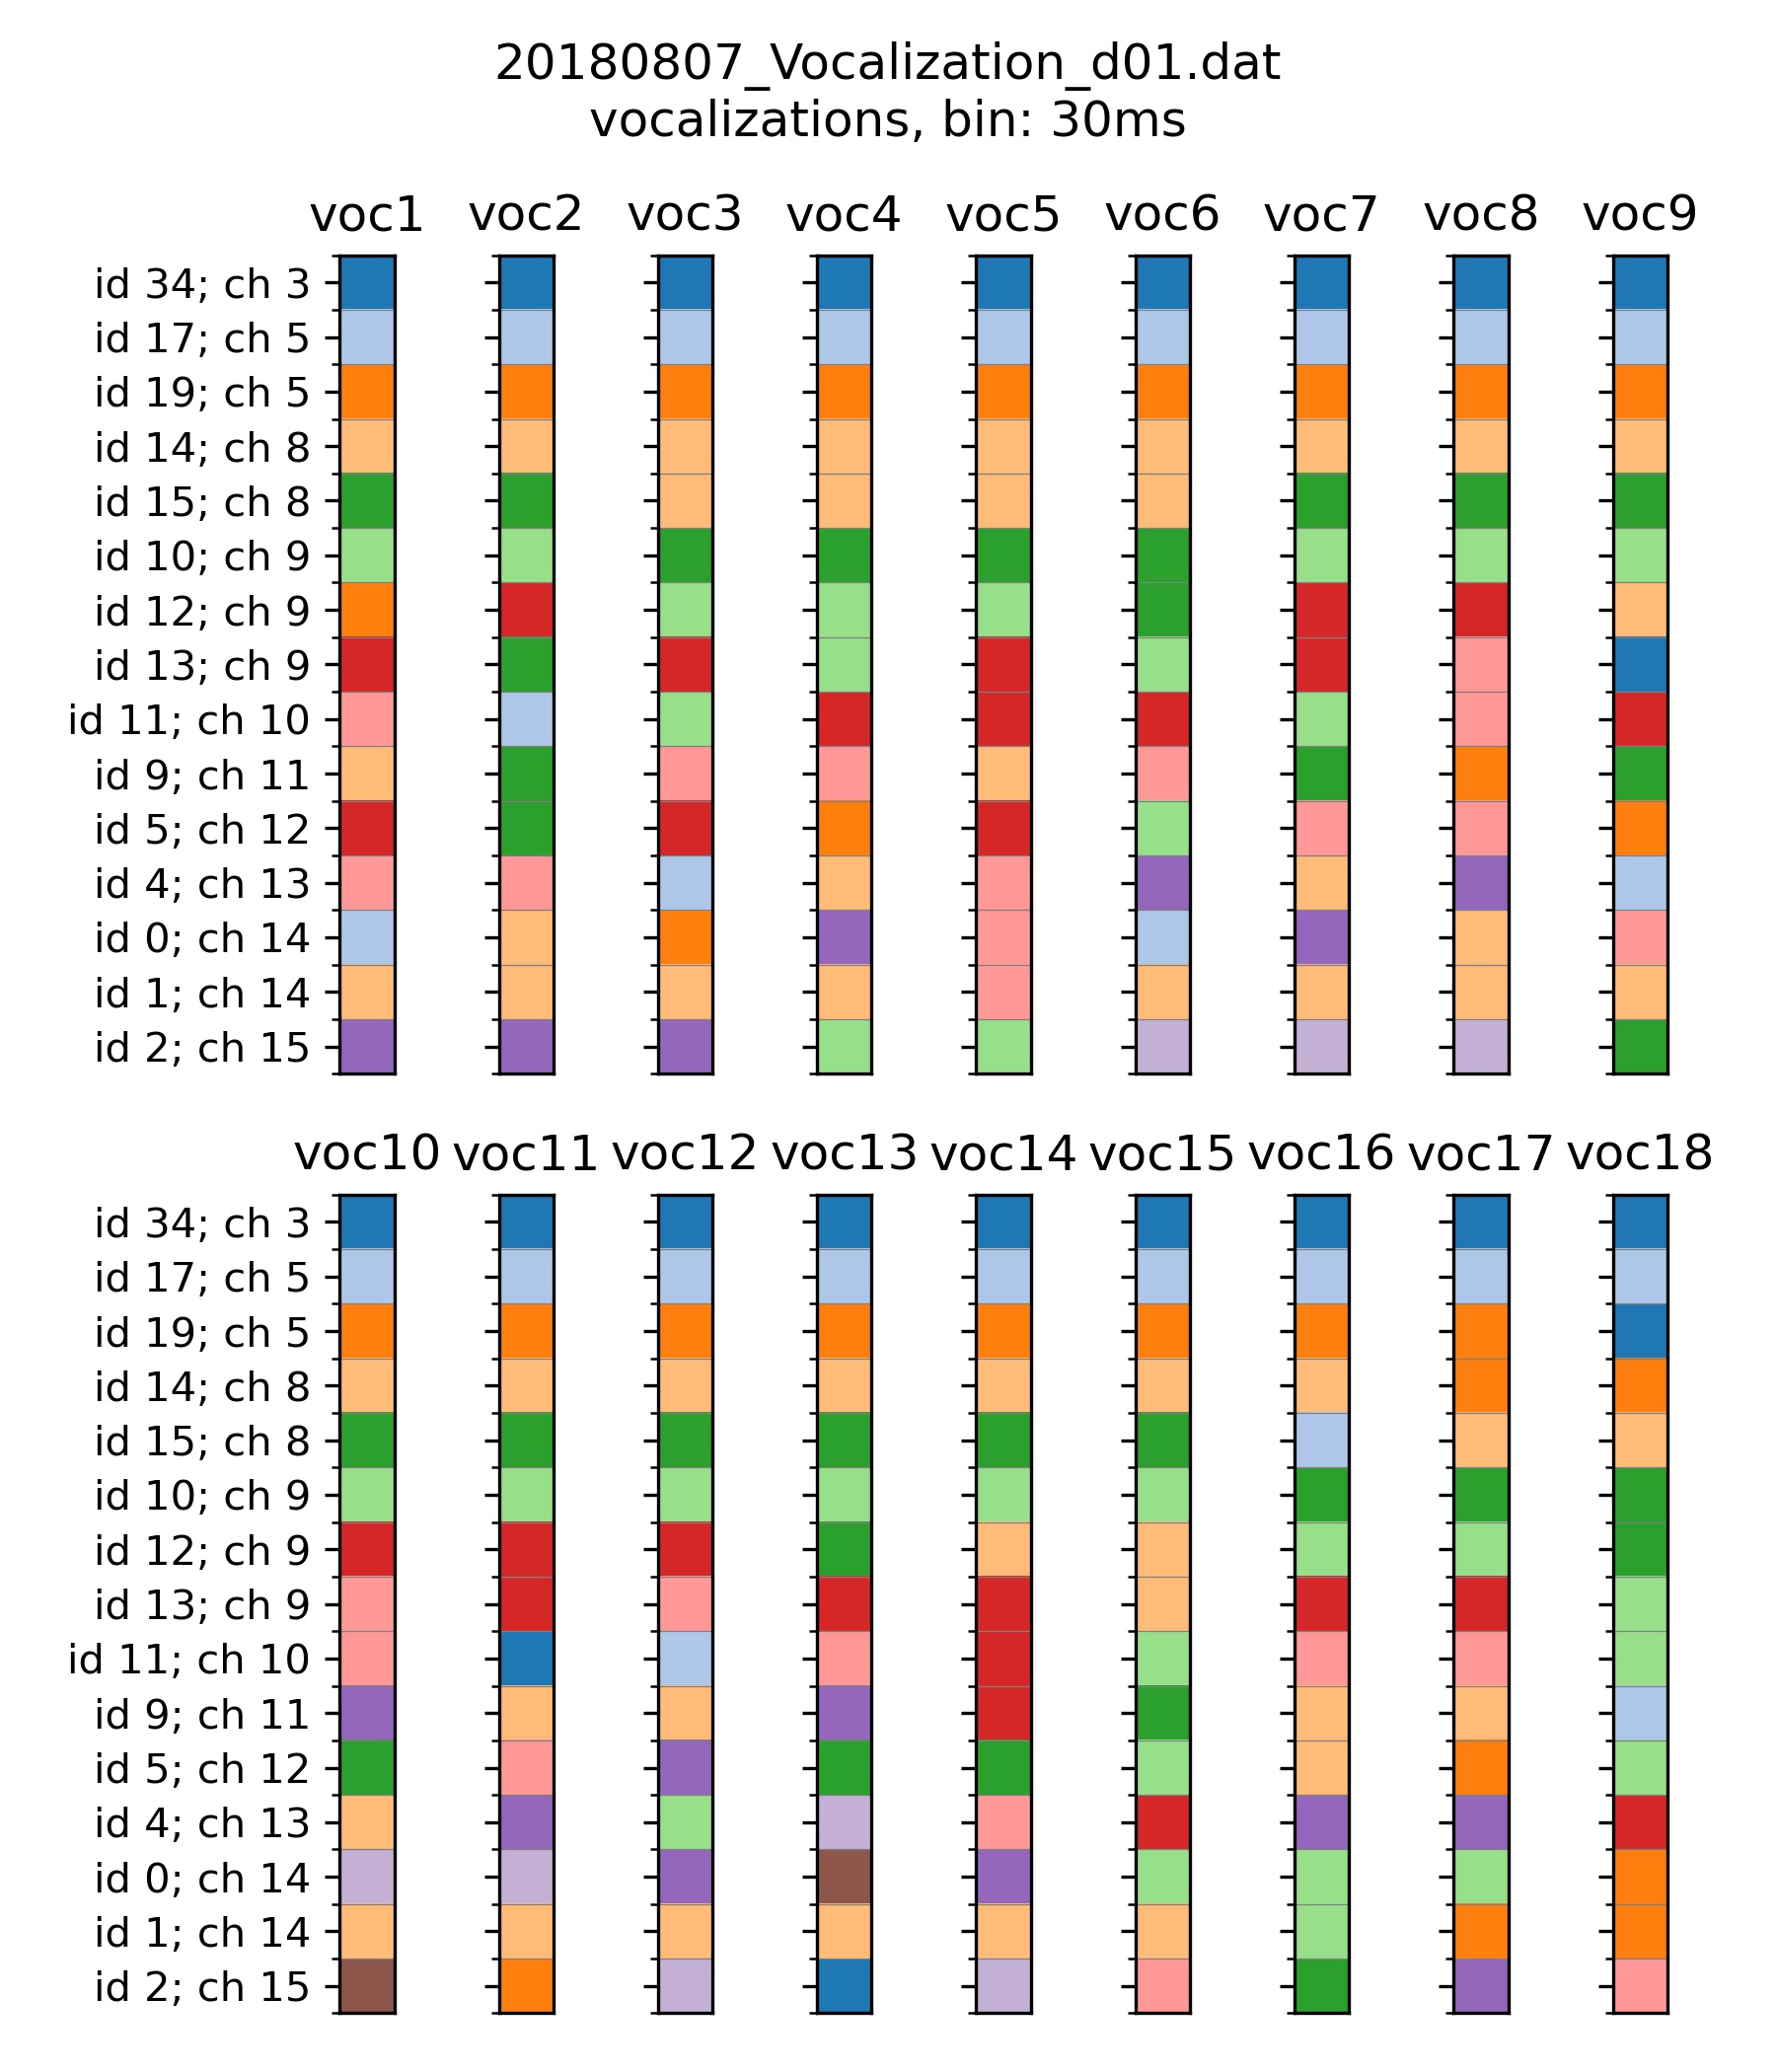 20180807_Vocalization_d01.dat
vocalizations, bin: 30ms
voc1 voc2 voc3 voc4 voc5 voc6 voc7 voc8 voc9
id 34; ch 3
id 17; ch 5
id 19; ch 5
id 14; ch 8
id 15; ch 8
id 10; ch 9
id 12; ch 9
id 13; ch 9
id 11; ch 10
id 9; ch 11
id 5; ch 12
id 4; ch 13
id 0; ch 14
id 1; ch 14
id 2; ch 15
voc10 voc11 voc12 voc13 voc14 voc15 voc16 voc17 voc18
id 34; ch 3
id 17; ch 5
id 19; ch 5
id 14; ch 8
id 15; ch 8
id 10; ch 9
id 12; ch 9
id 13; ch 9
id 11; ch 10
id 9; ch 11
id 5; ch 12
id 4; ch 13
id 0; ch 14
id 1; ch 14
id 2; ch 15